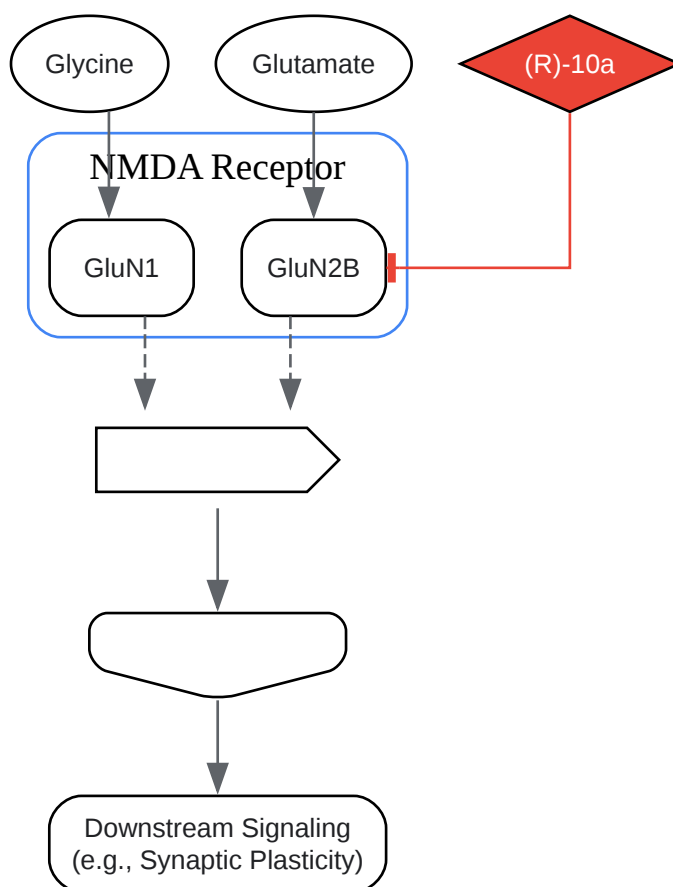 Glycine
Glutamate
(R)-10a
NMDA Receptor
GluN1
GluN2B
Downstream Signaling
(e.g., Synaptic Plasticity)